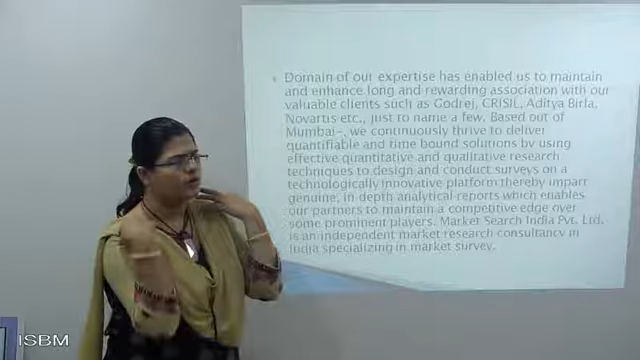 Domain of our expertise has enabled us to maintain
and enhance long and rewarding association with our
valuable clients such as Godrej, CRISIL, Aditya Birla,
Novartis etc., just to name a few. Based out of
Mumbai-, we continuously thrive to deliver
quantifiable and time bound solutions by using
effective quantitative and qualitative research
techniques to design and conduct surveys on a
technologically innovative platform thereby impart
genuine, in depth analytical reports which enables
our partners to maintain a competitive edge over
some prominent players. Market Search India Pvt. Ltd.
is an independent market research consultancy in
India specializing in market survey.
ISBM